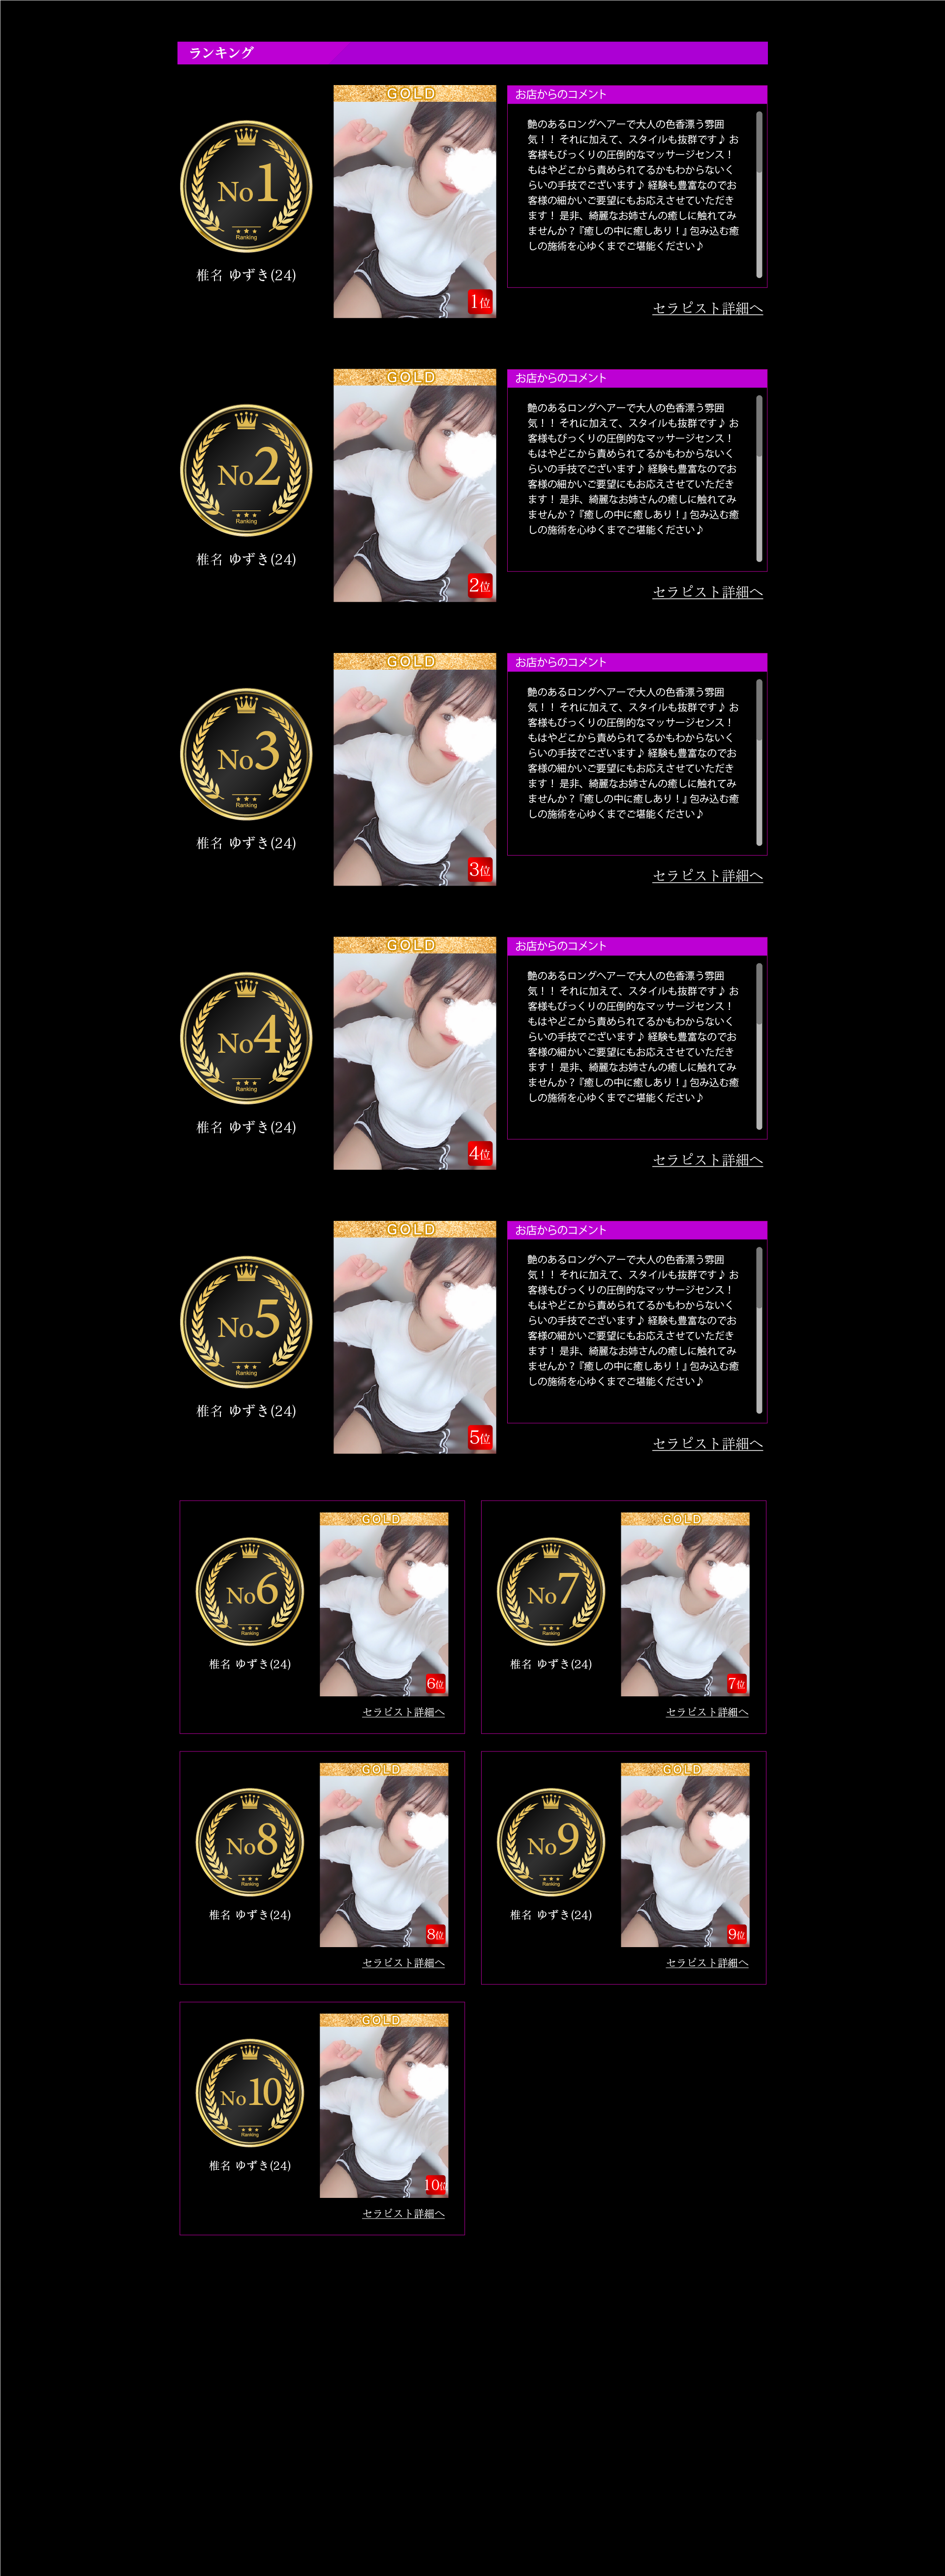 ランキング
GOLD
お店からのコメント
艶のあるロングヘアーで大人の色香漂う雰囲
気！！ それに加えて、スタイルも抜群です♪ お
客様もびっくりの圧倒的なマッサージセンス！
もはやどこから責められてるかもわからないく
らいの手技でございます♪ 経験も豊富なのでお
客様の細かいご要望にもお応えさせていただき
ます！ 是非、綺麗なお姉さんの癒しに触れてみ
ませんか？『癒しの中に癒しあり！』包み込む癒
しの施術を心ゆくまでご堪能ください♪
No1
Ranking
椎名 ゆずき(24)
1位
セラピスト詳細へ
GOLD
お店からのコメント
艶のあるロングヘアーで大人の色香漂う雰囲
気！！ それに加えて、スタイルも抜群です♪ お
客様もびっくりの圧倒的なマッサージセンス！
もはやどこから責められてるかもわからないく
らいの手技でございます♪ 経験も豊富なのでお
客様の細かいご要望にもお応えさせていただき
ます！ 是非、綺麗なお姉さんの癒しに触れてみ
ませんか？『癒しの中に癒しあり！』包み込む癒
しの施術を心ゆくまでご堪能ください♪
No2
Ranking
椎名 ゆずき(24)
2位
セラピスト詳細へ
GOLD
お店からのコメント
艶のあるロングヘアーで大人の色香漂う雰囲
気！！ それに加えて、スタイルも抜群です♪ お
客様もびっくりの圧倒的なマッサージセンス！
もはやどこから責められてるかもわからないく
らいの手技でございます♪ 経験も豊富なのでお
客様の細かいご要望にもお応えさせていただき
ます！ 是非、綺麗なお姉さんの癒しに触れてみ
ませんか？『癒しの中に癒しあり！』包み込む癒
しの施術を心ゆくまでご堪能ください♪
No3
Ranking
椎名 ゆずき(24)
3位
セラピスト詳細へ
GOLD
お店からのコメント
艶のあるロングヘアーで大人の色香漂う雰囲
気！！ それに加えて、スタイルも抜群です♪ お
客様もびっくりの圧倒的なマッサージセンス！
もはやどこから責められてるかもわからないく
らいの手技でございます♪ 経験も豊富なのでお
客様の細かいご要望にもお応えさせていただき
ます！ 是非、綺麗なお姉さんの癒しに触れてみ
ませんか？『癒しの中に癒しあり！』包み込む癒
しの施術を心ゆくまでご堪能ください♪
No4
Ranking
椎名 ゆずき(24)
4位
セラピスト詳細へ
GOLD
お店からのコメント
艶のあるロングヘアーで大人の色香漂う雰囲
気！！ それに加えて、スタイルも抜群です♪ お
客様もびっくりの圧倒的なマッサージセンス！
もはやどこから責められてるかもわからないく
らいの手技でございます♪ 経験も豊富なのでお
客様の細かいご要望にもお応えさせていただき
ます！ 是非、綺麗なお姉さんの癒しに触れてみ
ませんか？『癒しの中に癒しあり！』包み込む癒
しの施術を心ゆくまでご堪能ください♪
No5
Ranking
椎名 ゆずき(24)
5位
セラピスト詳細へ
GOLD
No6
Ranking
椎名 ゆずき(24)
6位
セラピスト詳細へ
GOLD
No7
Ranking
椎名 ゆずき(24)
7位
セラピスト詳細へ
GOLD
No8
Ranking
椎名 ゆずき(24)
8位
セラピスト詳細へ
GOLD
No9
Ranking
椎名 ゆずき(24)
9位
セラピスト詳細へ
GOLD
No10
Ranking
椎名 ゆずき(24)
10位
セラピスト詳細へ